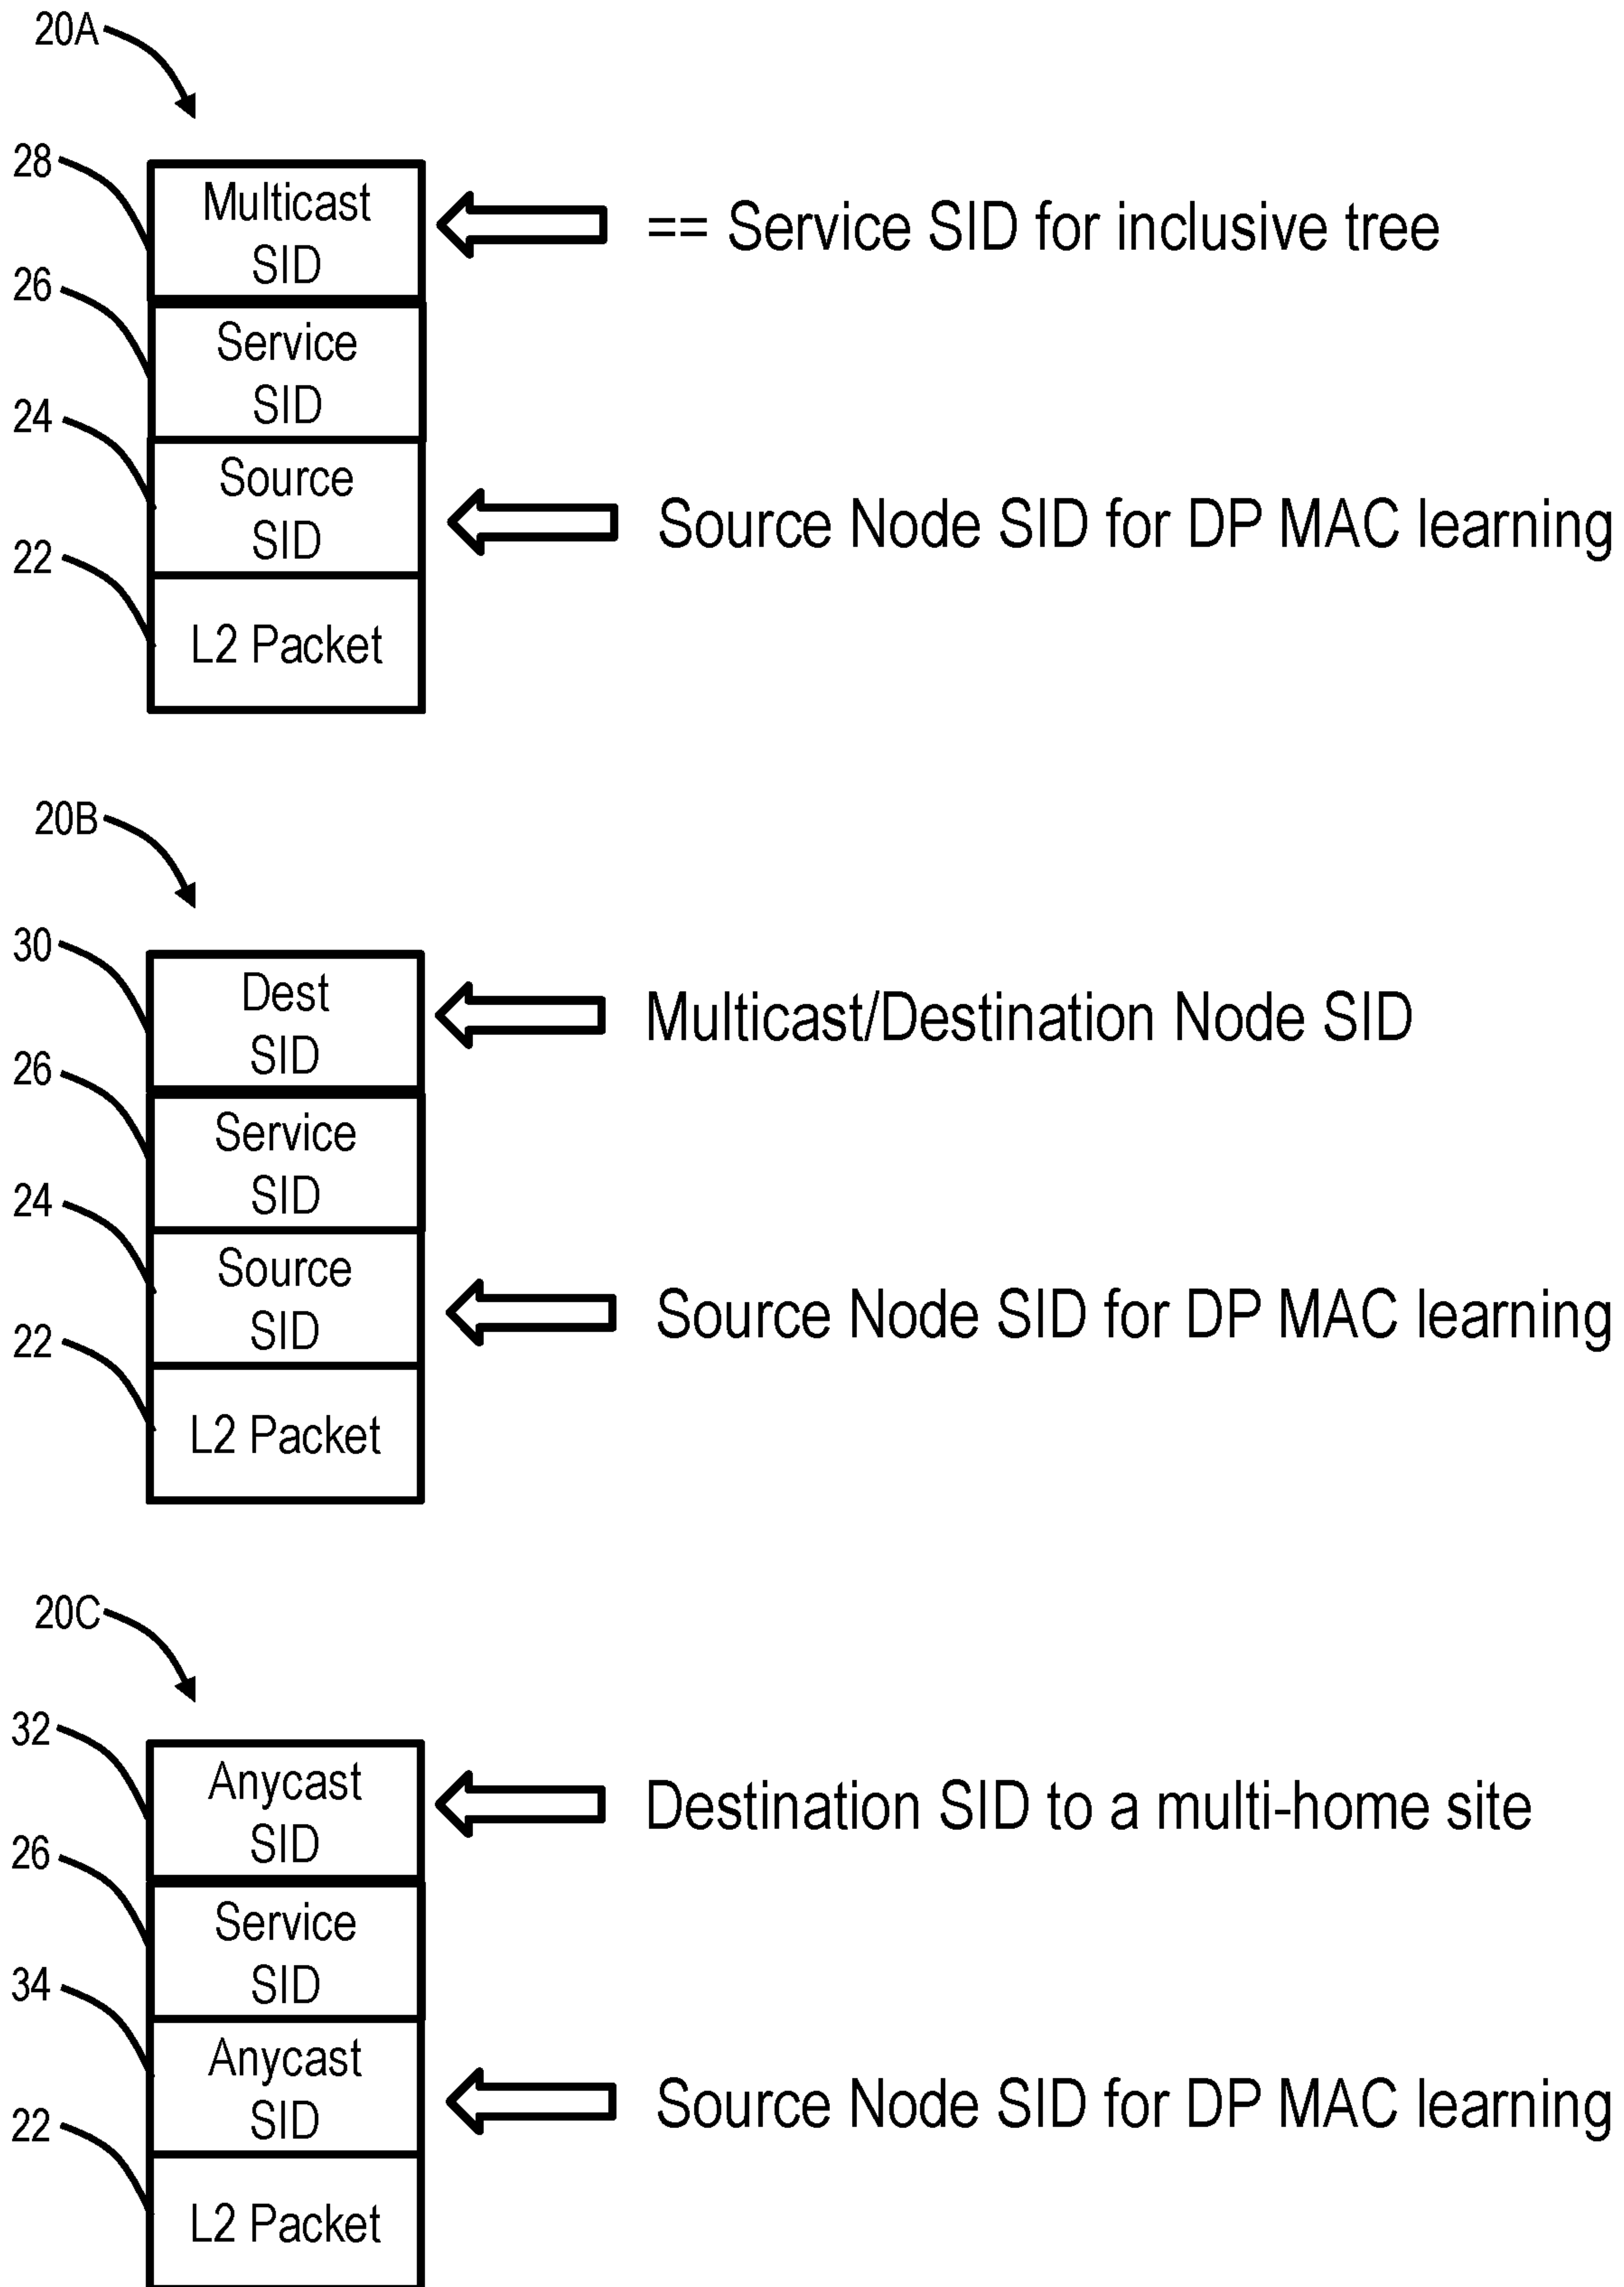 20A
28
Multicast
SID
== Service SID for inclusive tree
26
Service
SID
24
Source
SID
Source Node SID for DP MAC learning
22
L2 Packet
20B
30
Dest
SID
Multicast/Destination Node SID
26
Service
SID
24
Source
SID
Source Node SID for DP MAC learning
22
L2 Packet
20C
32
Anycast
SID
Destination SID to a multi-home site
26
Service
SID
34
Anycast
SID
Source Node SID for DP MAC learning
22
L2 Packet